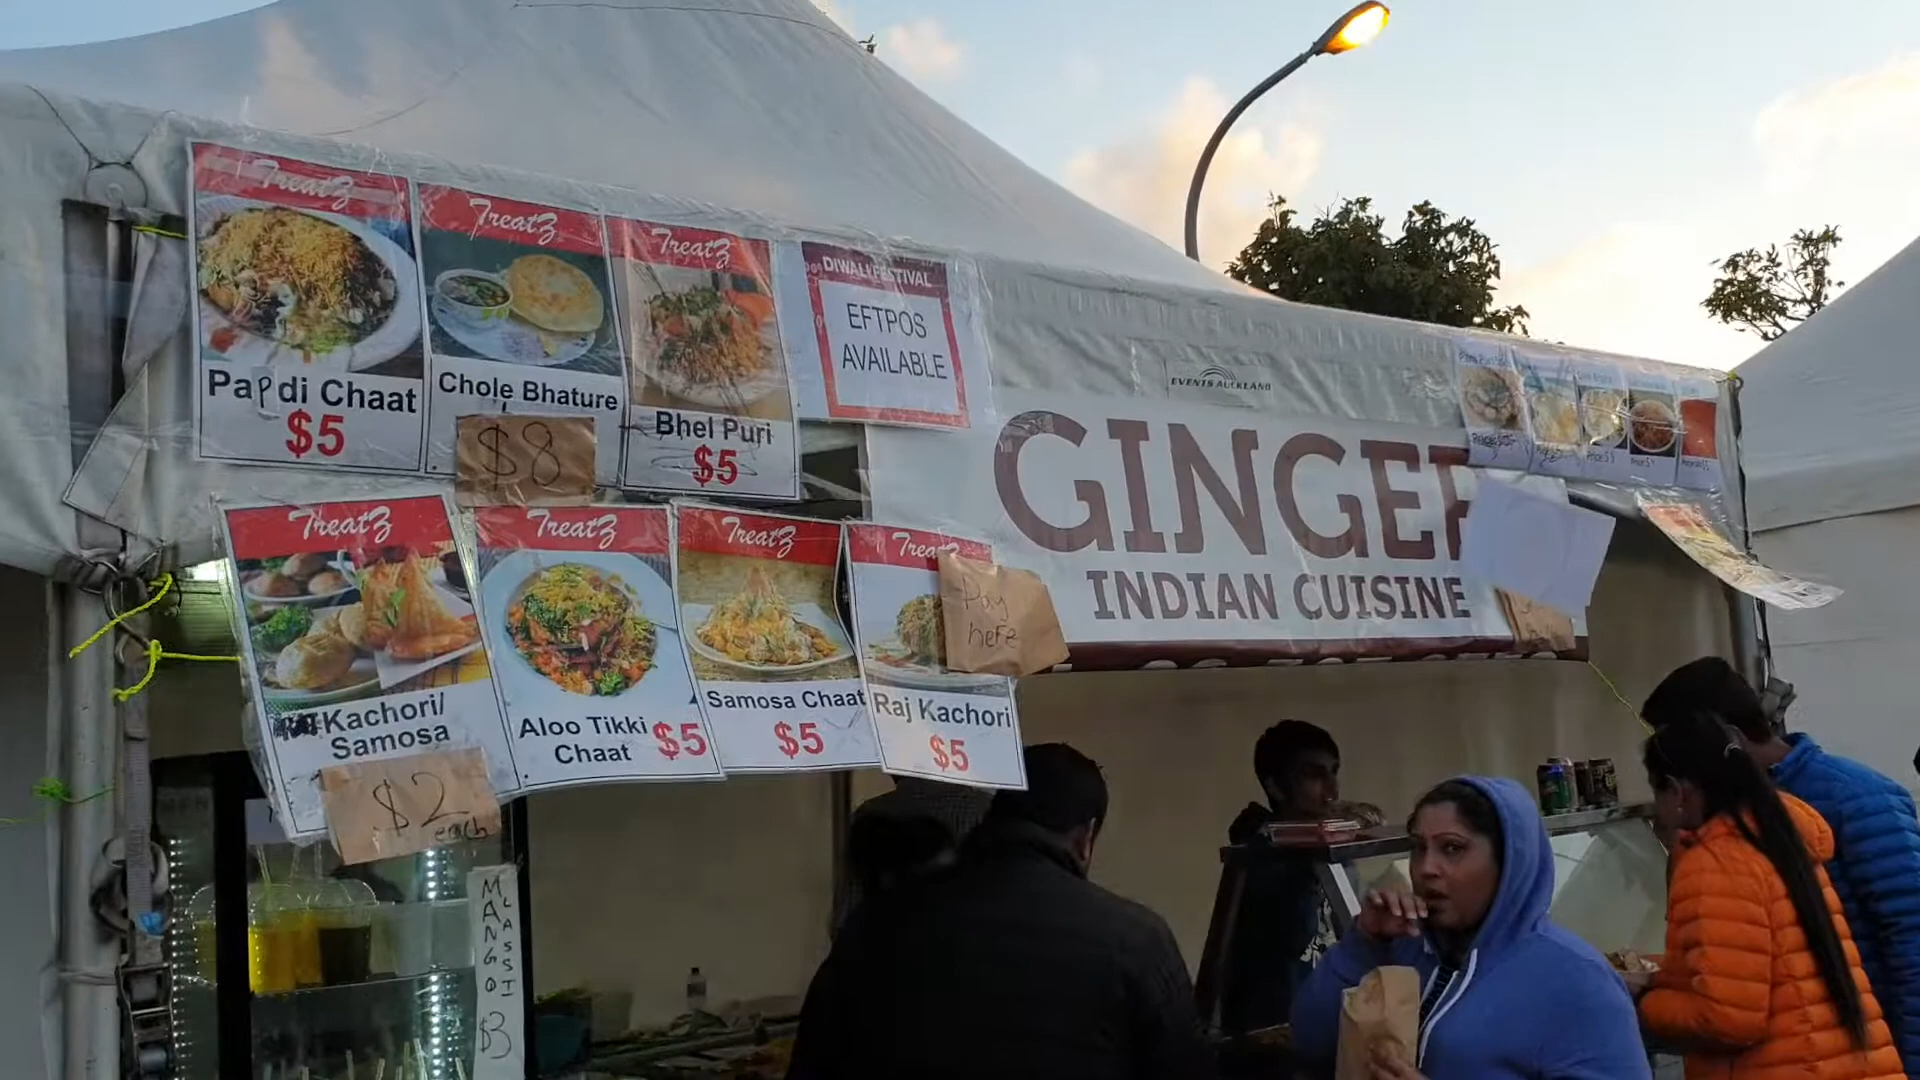 TreatZ
Papdi Chaat
$5
TreatZ
Chole Bhature
$8
TreatZ
Bhel Puri
$5
DIWALI FESTIVAL
EFTPOS
AVAILABLE
EVENTS AUCKLAND
GINGER
INDIAN CUISINE
TreatZ
Kachori/
Samosa
$2
each
TreatZ
Aloo Tikki
Chaat
$5
TreatZ
Samosa Chaat
$5
TreatZ
Raj Kachori
$5
Pay
here
MANGO
LASSI
$3